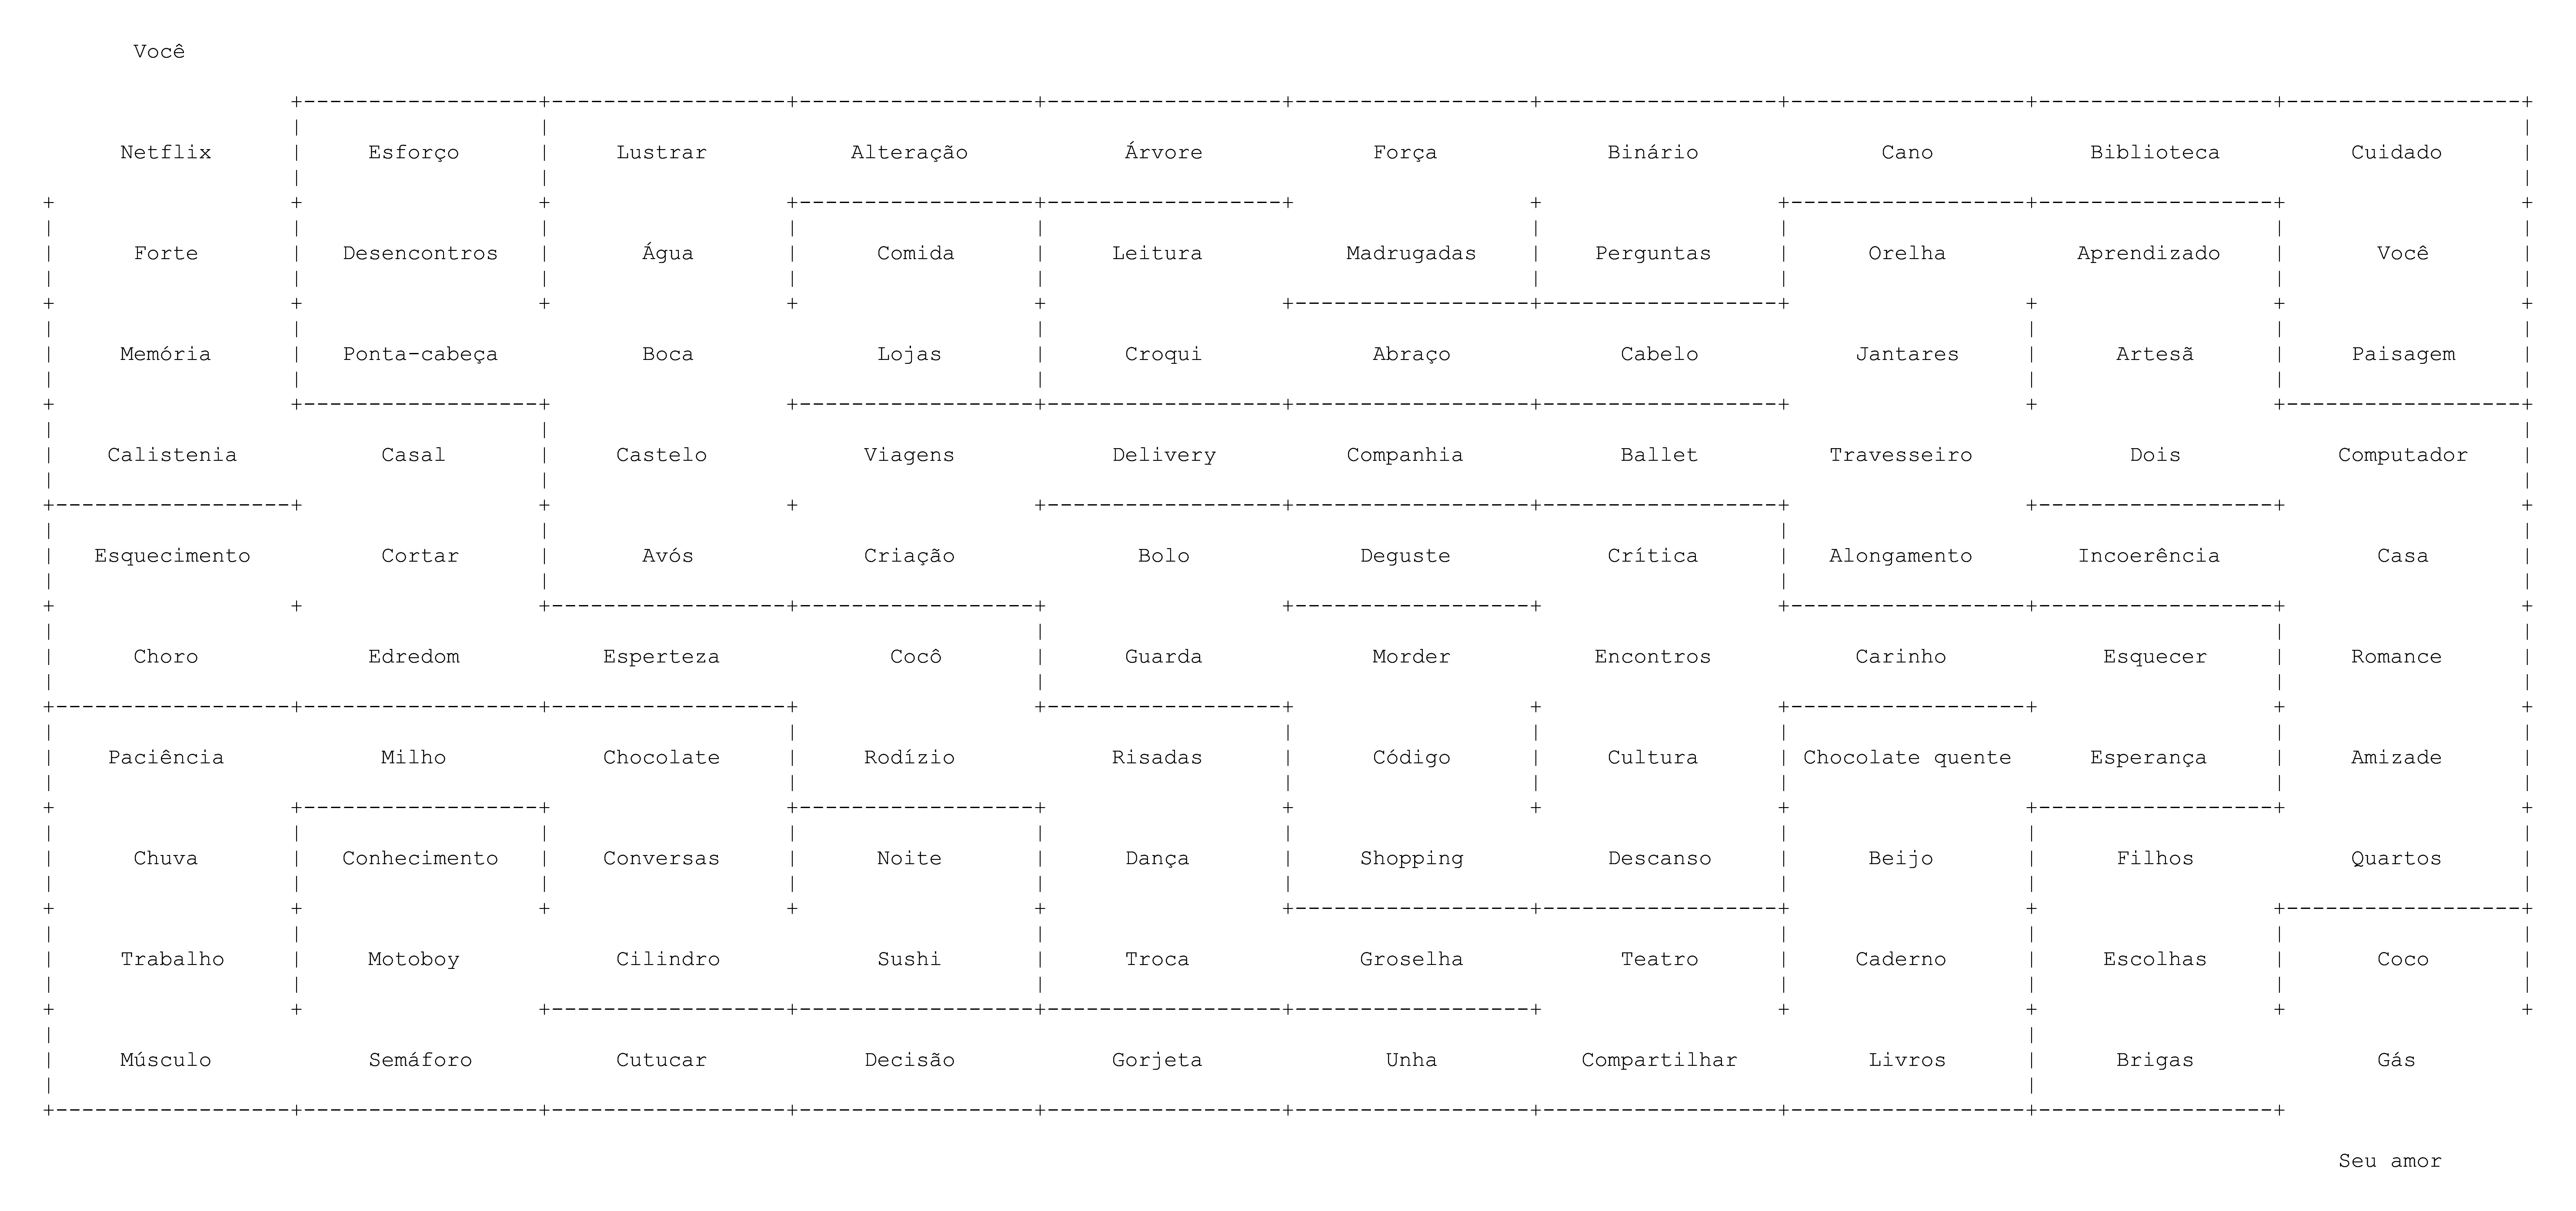 Você
Netflix Esforço Lustrar Alteração Árvore Força Binário Cano Biblioteca Cuidado
Forte Desencontros Água Comida Leitura Madrugadas Perguntas Orelha Aprendizado Você
Memória Ponta-cabeça Boca Lojas Croqui Abraço Cabelo Jantares Artesã Paisagem
Calistenia Casal Castelo Viagens Delivery Companhia Ballet Travesseiro Dois Computador
Esquecimento Cortar Avós Criação Bolo Deguste Crítica Alongamento Incoerência Casa
Choro Edredom Esperteza Cocô Guarda Morder Encontros Carinho Esquecer Romance
Paciência Milho Chocolate Rodízio Risadas Código Cultura Chocolate quente Esperança Amizade
Chuva Conhecimento Conversas Noite Dança Shopping Descanso Beijo Filhos Quartos
Trabalho Motoboy Cilindro Sushi Troca Groselha Teatro Caderno Escolhas Coco
Músculo Semáforo Cutucar Decisão Gorjeta Unha Compartilhar Livros Brigas Gás
Seu amor